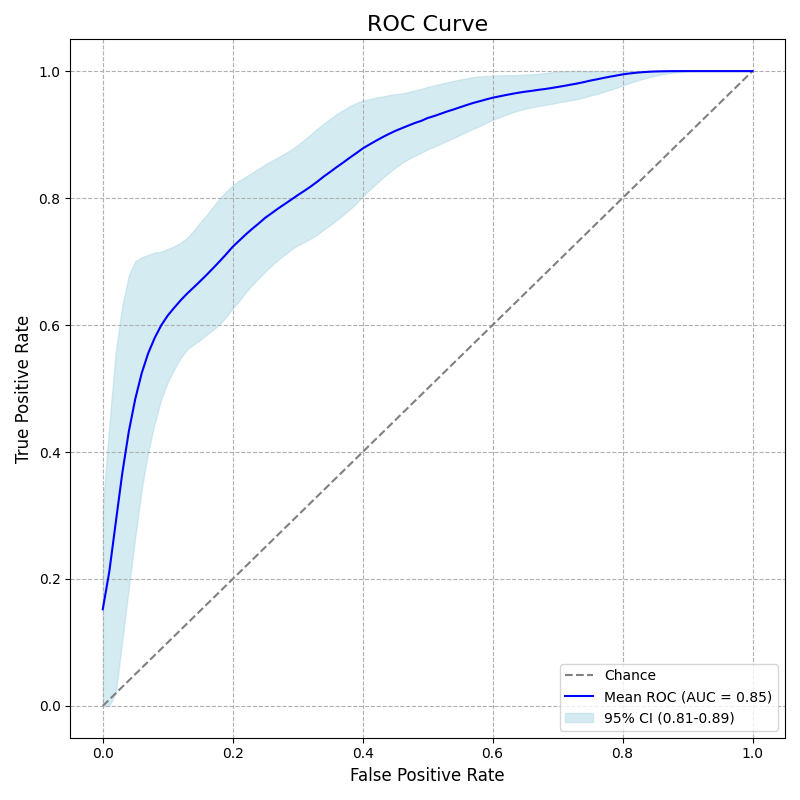 ROC Curve
True Positive Rate
1.0
0.8
0.6
0.4
0.2
0.0
0.0
0.2
0.4
0.6
0.8
1.0
False Positive Rate
Chance
Mean ROC (AUC = 0.85)
95% CI (0.81-0.89)